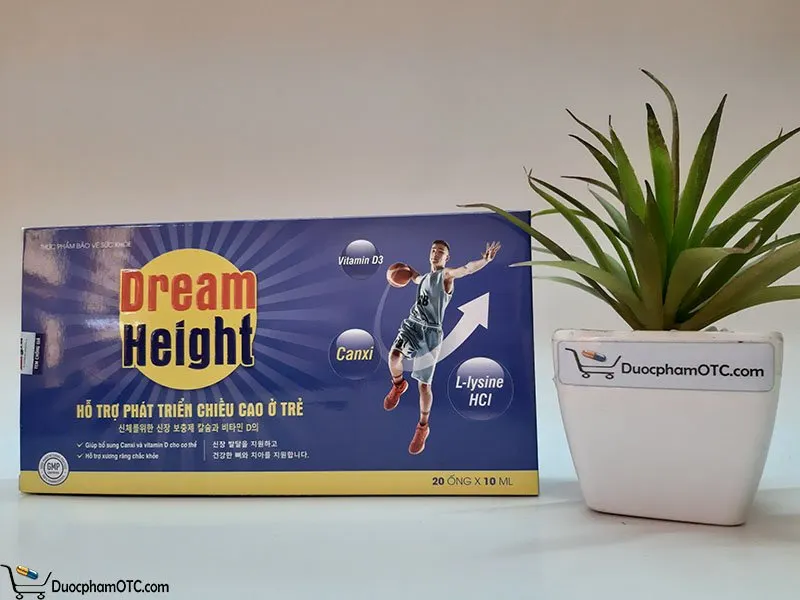 THỰC PHẨM BẢO VỆ SỨC KHỎE
Dream
Height
Vitamin D3
Canxi
L-lysine
HCl
HỖ TRỢ PHÁT TRIỂN CHIỀU CAO Ở TRẺ
신체를위한 신장 보충제 칼슘과 비타민 D의
Giúp bổ sung Canxi và vitamin D cho cơ thể
Hỗ trợ xương răng chắc khỏe
신장 발달을 지원하고
건강한 뼈와 치아를 지원합니다.
GMP
20 ỐNG X 10 ML
DuocphamOTC.com
DuocphamOTC.com